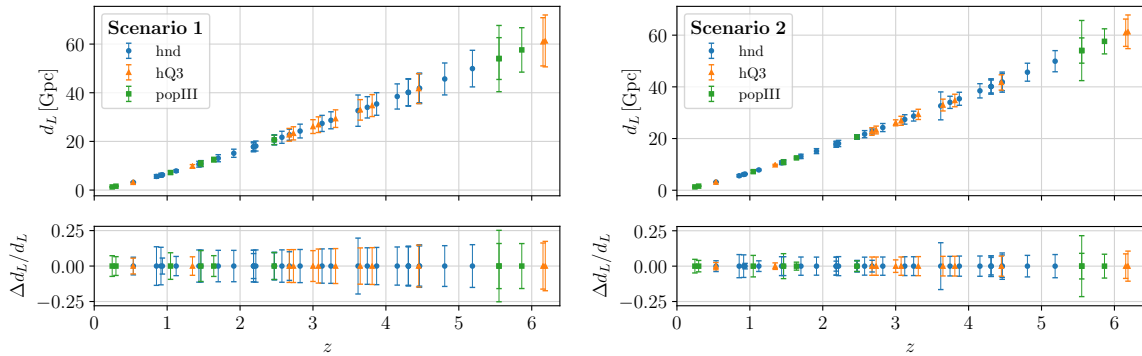 Scenario 1
hnd
hQ3
popIII
d_L [Gpc]
60
40
20
0
Δd_L/d_L
0.25
0.00
−0.25
0 1 2 3 4 5 6
z
Scenario 2
hnd
hQ3
popIII
d_L [Gpc]
60
40
20
0
Δd_L/d_L
0.25
0.00
−0.25
0 1 2 3 4 5 6
z